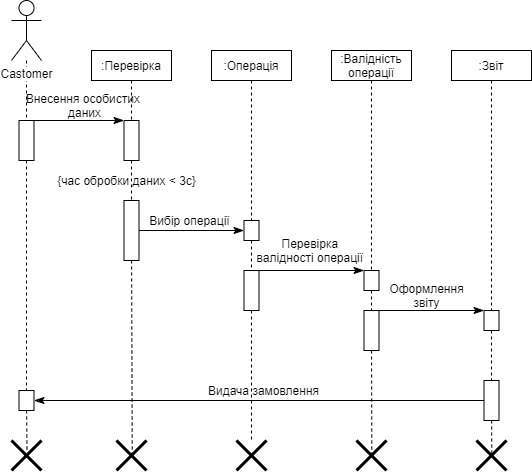 Castomer
:Перевірка
:Операція
:Валідність
операції
:Звіт
Внесення особистих
даних
{час обробки даних < 3с}
Вибір операції
Перевірка
валідності операції
Оформлення
звіту
Видача замовлення